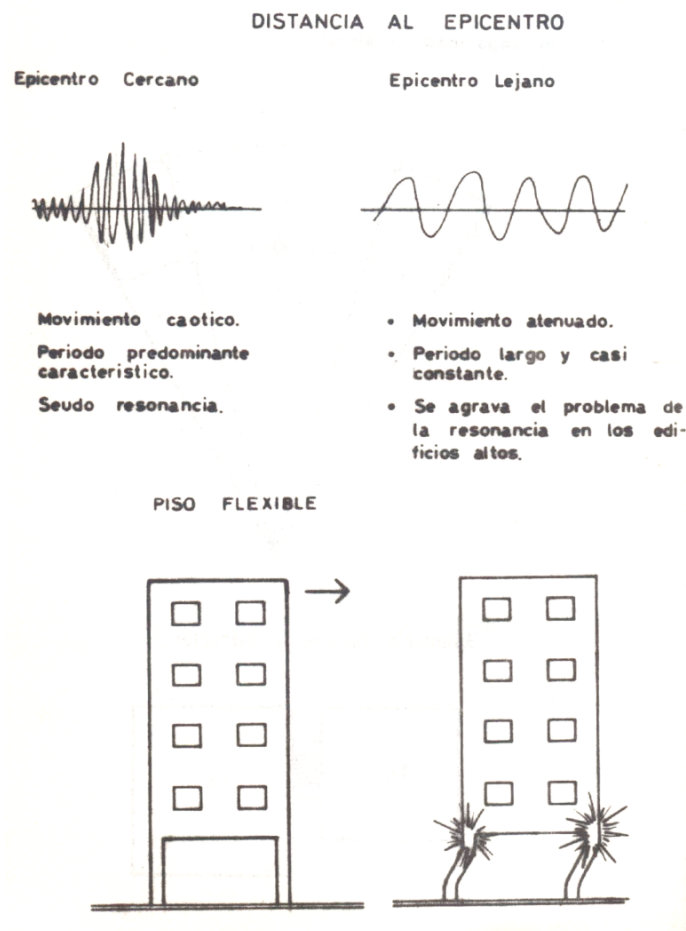 DISTANCIA AL EPICENTRO
Epicentro Cercano
Movimiento caotico.
Periodo predominante
caracteristico.
Seudo resonancia.
Epicentro Lejano
• Movimiento atenuado.
• Periodo largo y casi
constante.
• Se agrava el problema de
la resonancia en los edi-
ficios altos.
PISO FLEXIBLE